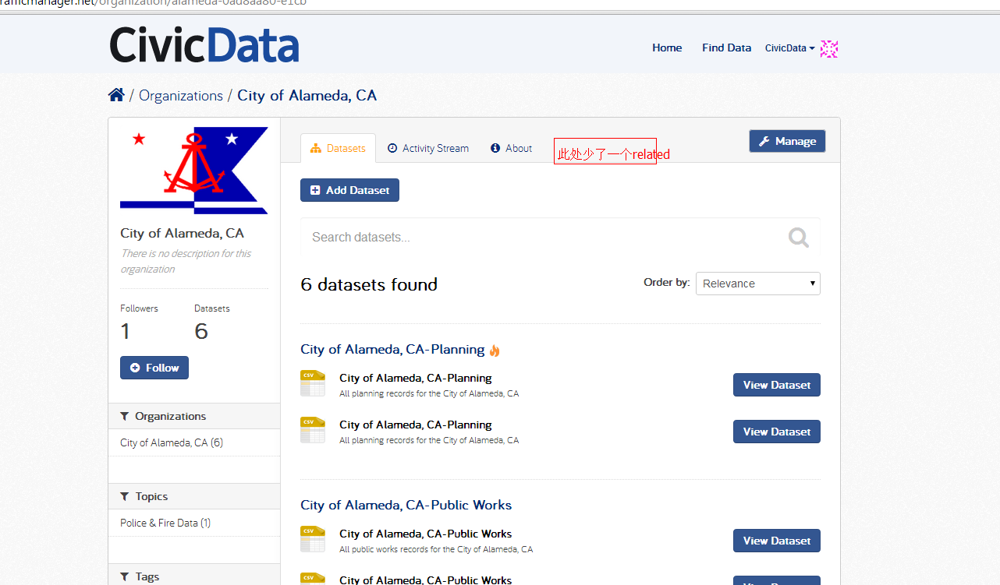 rafficmanager.net/organization/alameda-0ad8aa80-e1cb
CivicData
Home Find Data CivicData
/ Organizations / City of Alameda, CA
City of Alameda, CA
There is no description for this
organization
Followers Datasets
1 6
Follow
Organizations
City of Alameda, CA (6)
Topics
Police & Fire Data (1)
Tags
Datasets Activity Stream About
此处少了一个related
Manage
Add Dataset
Search datasets...
6 datasets found
Order by: Relevance
City of Alameda, CA-Planning
CSV
City of Alameda, CA-Planning
All planning records for the City of Alameda, CA
View Dataset
CSV
City of Alameda, CA-Planning
All planning records for the City of Alameda, CA
View Dataset
City of Alameda, CA-Public Works
CSV
City of Alameda, CA-Public Works
All public works records for the City of Alameda, CA
View Dataset
CSV
City of Alameda, CA-Public Works
View Dataset